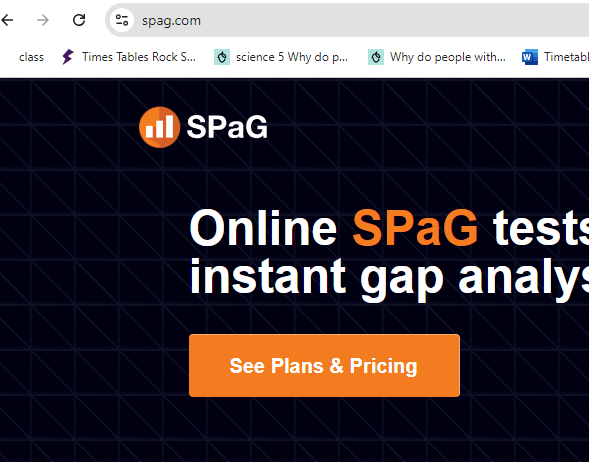 spag.com
class Times Tables Rock S... science 5 Why do p... Why do people with... Timetabl
SPaG
Online SPaG tests
instant gap analys
See Plans & Pricing